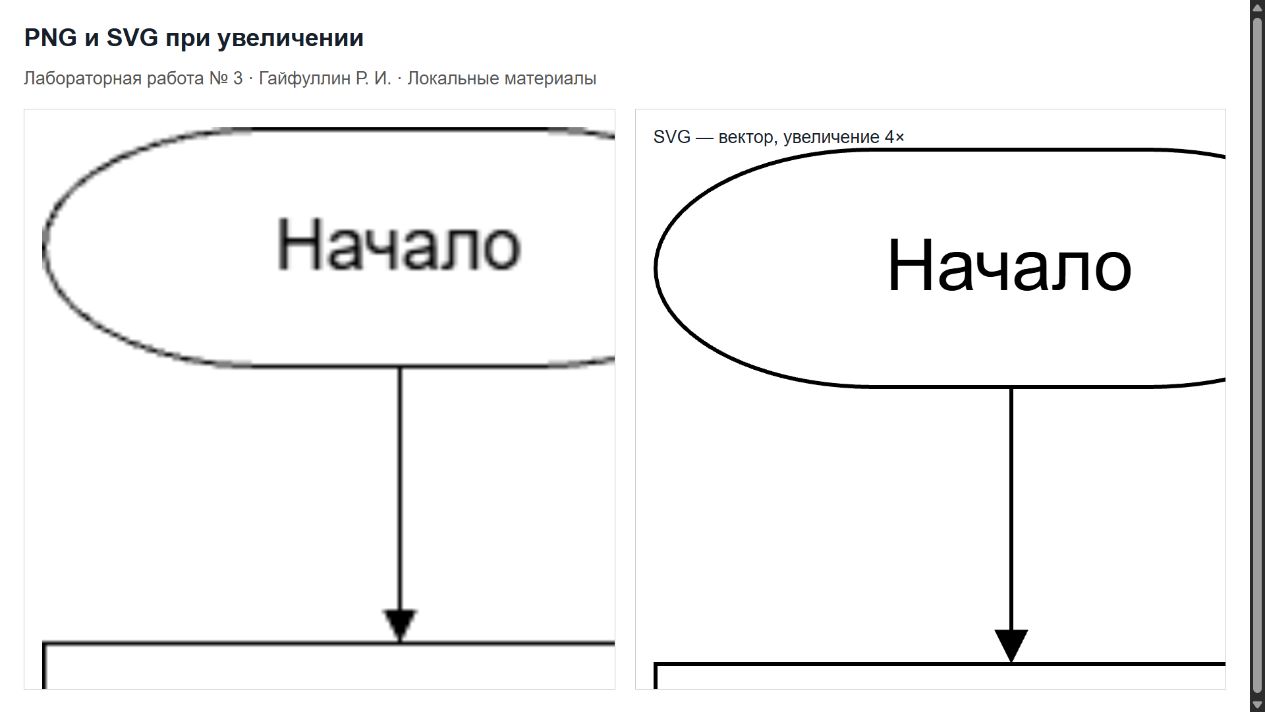 PNG и SVG при увеличении
Лабораторная работа № 3 · Гайфуллин Р. И. · Локальные материалы
Начало
SVG — вектор, увеличение 4×
Начало